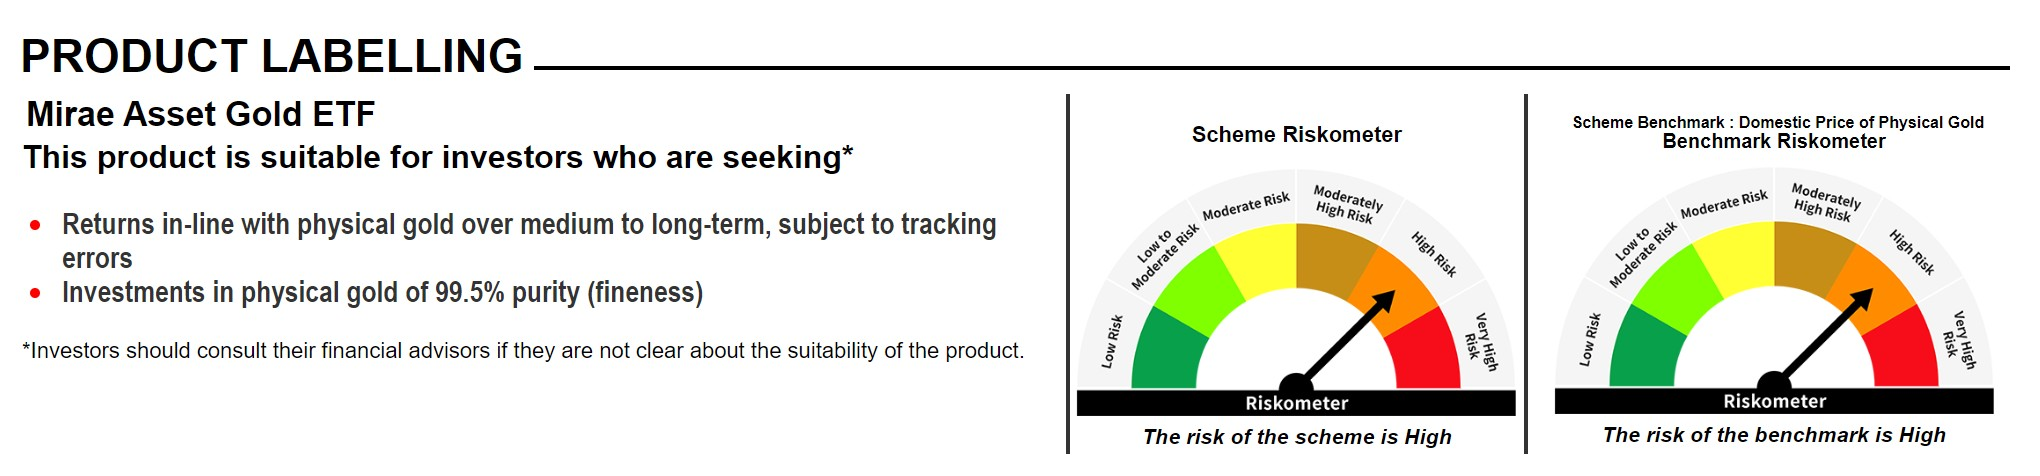 PRODUCT LABELLING
Mirae Asset Gold ETF
This product is suitable for investors who are seeking*
Returns in-line with physical gold over medium to long-term, subject to tracking
errors
Investments in physical gold of 99.5% purity (fineness)
*Investors should consult their financial advisors if they are not clear about the suitability of the product.
Scheme Riskometer
Low Risk
Low to
Moderate Risk
Moderate Risk
Moderately
High Risk
High Risk
Very High
Risk
Riskometer
The risk of the scheme is High
Scheme Benchmark : Domestic Price of Physical Gold
Benchmark Riskometer
Low Risk
Low to
Moderate Risk
Moderate Risk
Moderately
High Risk
High Risk
Very High
Risk
Riskometer
The risk of the benchmark is High